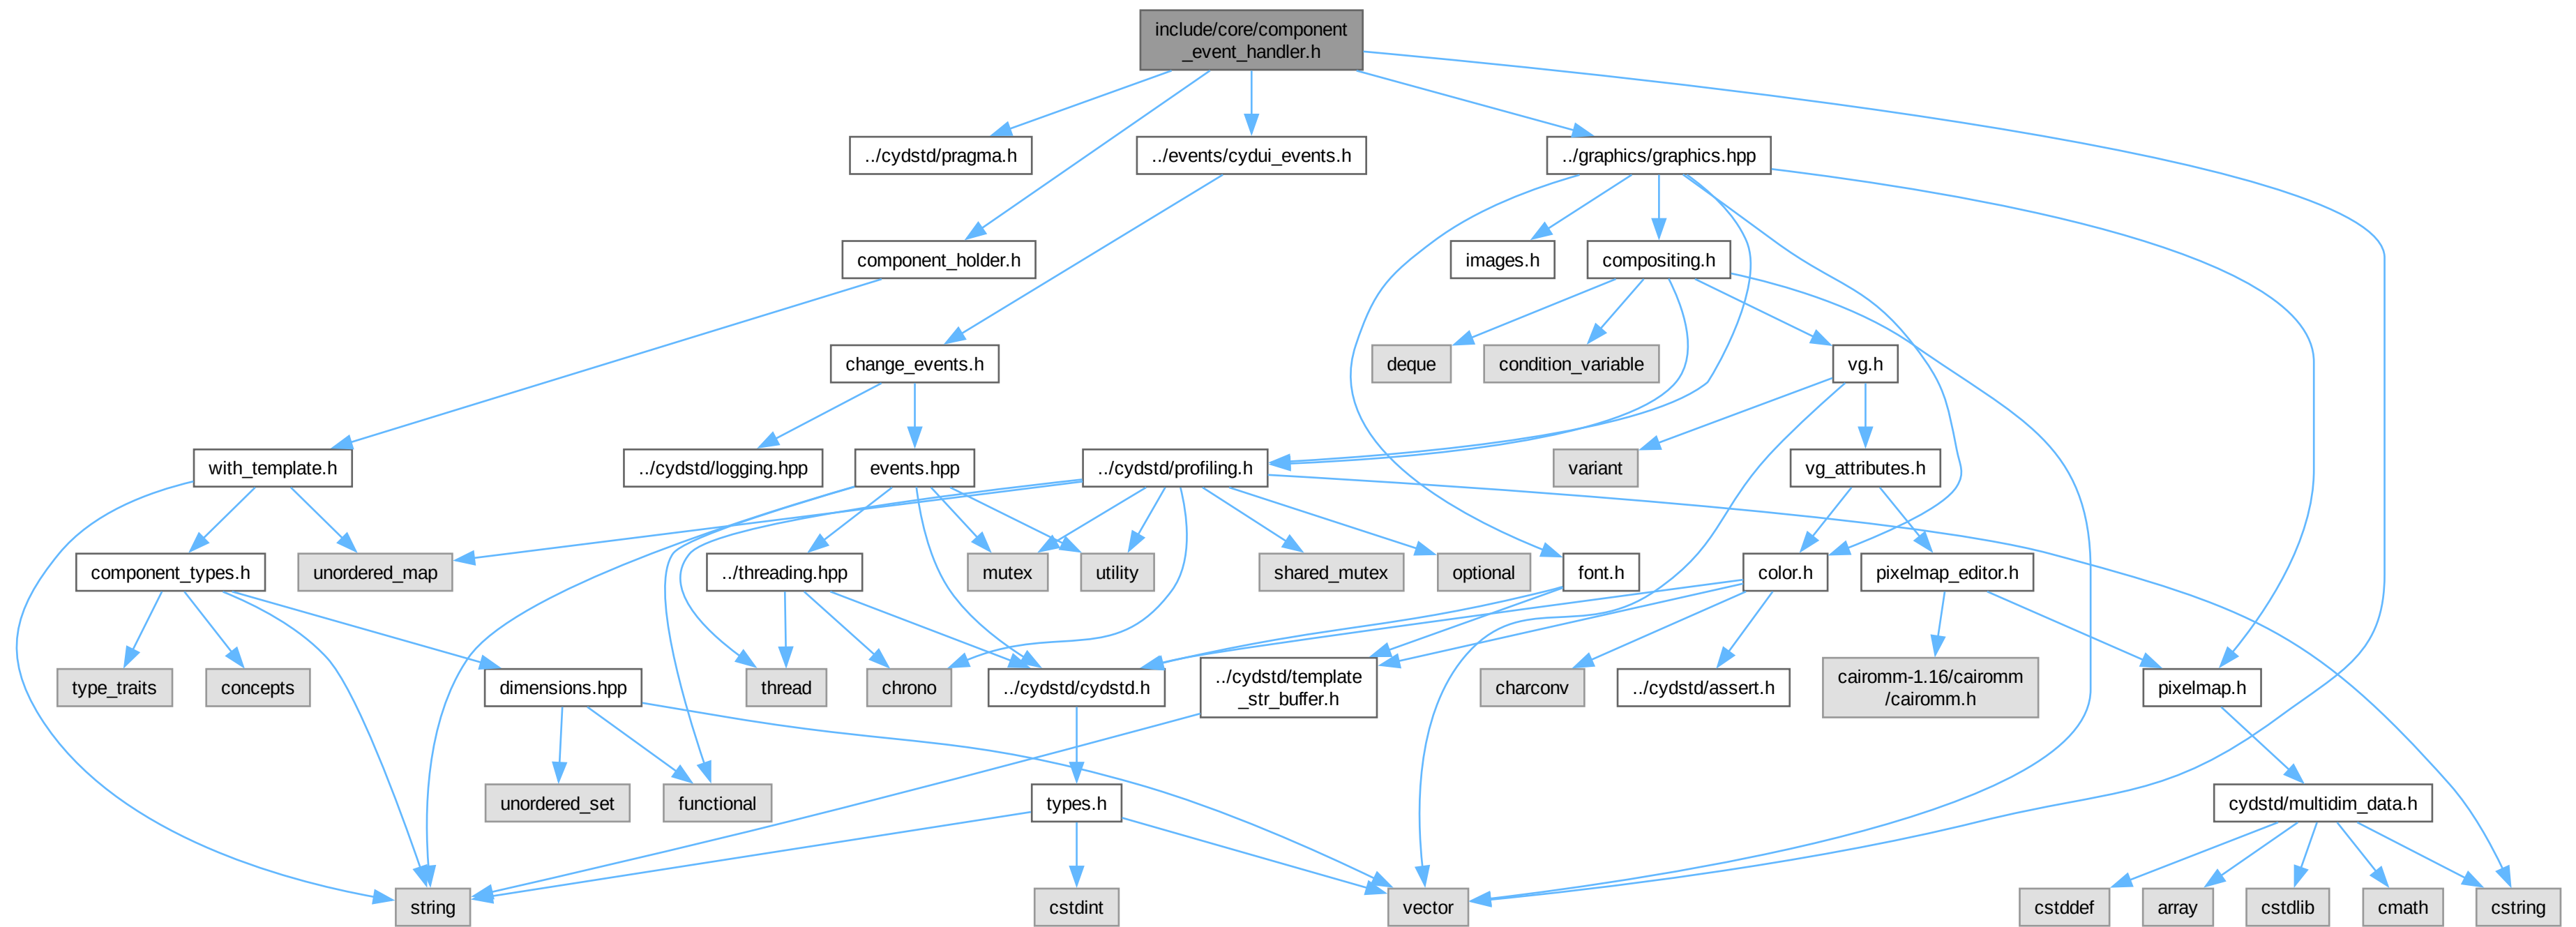 include/core/component
_event_handler.h
../cydstd/pragma.h
../events/cydui_events.h
../graphics/graphics.hpp
component_holder.h
images.h
compositing.h
change_events.h
deque
condition_variable
vg.h
with_template.h
../cydstd/logging.hpp
events.hpp
../cydstd/profiling.h
variant
vg_attributes.h
component_types.h
unordered_map
../threading.hpp
mutex
utility
shared_mutex
optional
font.h
color.h
pixelmap_editor.h
type_traits
concepts
dimensions.hpp
thread
chrono
../cydstd/cydstd.h
../cydstd/template
_str_buffer.h
charconv
../cydstd/assert.h
cairomm-1.16/cairomm
/cairomm.h
pixelmap.h
unordered_set
functional
types.h
cydstd/multidim_data.h
string
cstdint
vector
cstddef
array
cstdlib
cmath
cstring